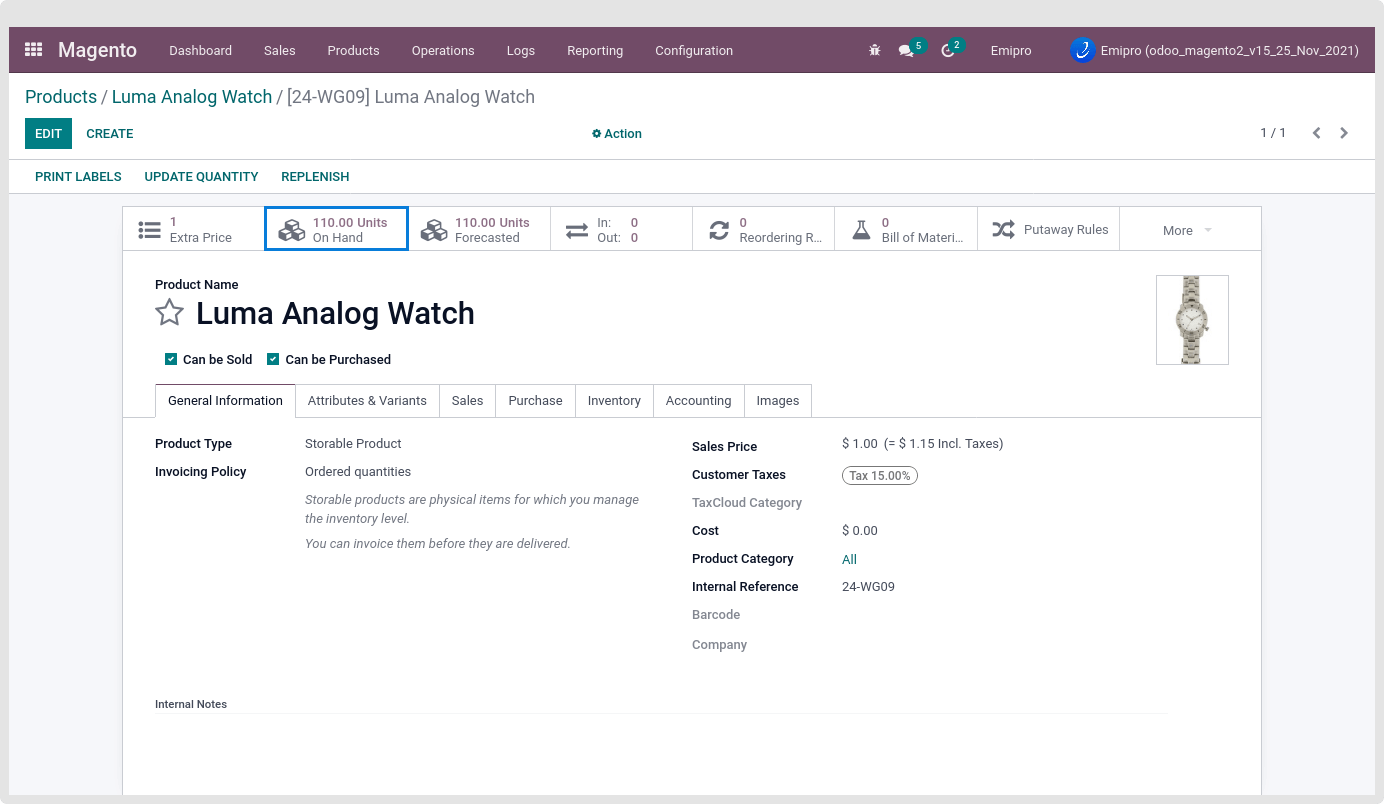 Magento Dashboard Sales Products Operations Logs Reporting Configuration 5 2 Emipro Emipro (odoo_magento2_v15_25_Nov_2021)
Products / Luma Analog Watch / [24-WG09] Luma Analog Watch
EDIT CREATE Action 1 / 1
PRINT LABELS UPDATE QUANTITY REPLENISH
1 Extra Price
110.00 Units On Hand
110.00 Units Forecasted
In: 0
Out: 0
0 Reordering R...
0 Bill of Materi...
Putaway Rules
More
Product Name
Luma Analog Watch
Can be Sold Can be Purchased
General Information Attributes & Variants Sales Purchase Inventory Accounting Images
Product Type Storable Product
Invoicing Policy Ordered quantities
Storable products are physical items for which you manage
the inventory level.
You can invoice them before they are delivered.
Sales Price $ 1.00 (= $ 1.15 Incl. Taxes)
Customer Taxes Tax 15.00%
TaxCloud Category
Cost $ 0.00
Product Category All
Internal Reference 24-WG09
Barcode
Company
Internal Notes